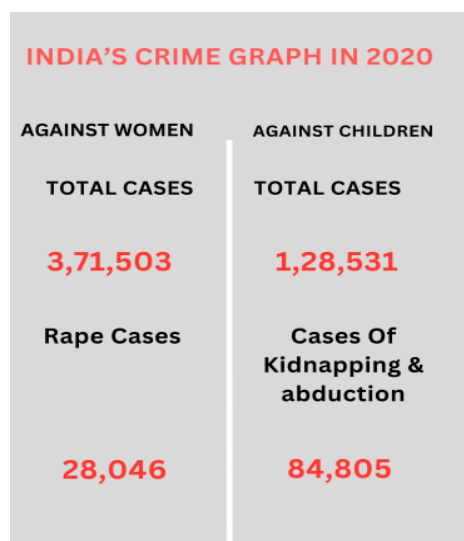 INDIA'S CRIME GRAPH IN 2020
AGAINST WOMEN
TOTAL CASES
3,71,503
Rape Cases
28,046
AGAINST CHILDREN
TOTAL CASES
1,28,531
Cases Of
Kidnapping &
abduction
84,805